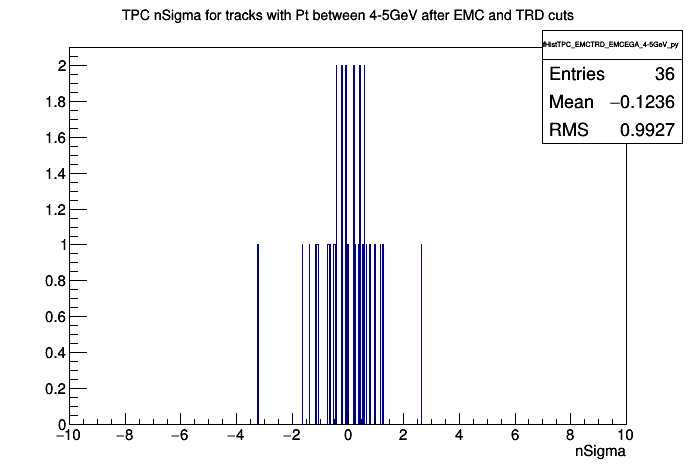 TPC nSigma for tracks with Pt between 4-5GeV after EMC and TRD cuts
fHistTPC_EMCTRD_EMCEGA_4-5GeV_py
Entries 36
Mean −0.1236
RMS 0.9927
2
1.8
1.6
1.4
1.2
1
0.8
0.6
0.4
0.2
0
−10 −8 −6 −4 −2 0 2 4 6 8 10
nSigma